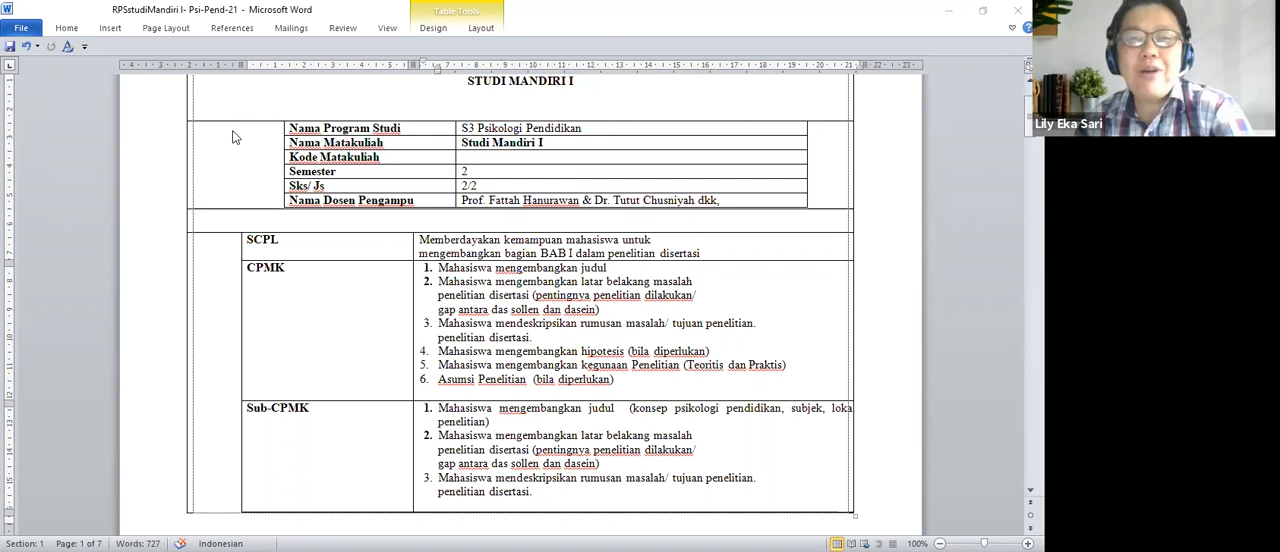 RPSstudiMandiri I- Psi-Pend-21 - Microsoft Word
Table Tools
File Home Insert Page Layout References Mailings Review View Design Layout
STUDI MANDIRI I
Nama Program Studi S3 Psikologi Pendidikan
Nama Matakuliah Studi Mandiri I
Kode Matakuliah
Semester 2
Sks/ Js 2/2
Nama Dosen Pengampu Prof. Fattah Hanurawan & Dr. Tutut Chusniyah dkk,
SCPL Memberdayakan kemampuan mahasiswa untuk
mengembangkan bagian BAB I dalam penelitian disertasi
CPMK 1. Mahasiswa mengembangkan judul
2. Mahasiswa mengembangkan latar belakang masalah
penelitian disertasi (pentingnya penelitian dilakukan/
gap antara das sollen dan dasein)
3. Mahasiswa mendeskripsikan rumusan masalah/ tujuan penelitian.
penelitian disertasi.
4. Mahasiswa mengembangkan hipotesis (bila diperlukan)
5. Mahasiswa mengembangkan kegunaan Penelitian (Teoritis dan Praktis)
6. Asumsi Penelitian (bila diperlukan)
Sub-CPMK 1. Mahasiswa mengembangkan judul (konsep psikologi pendidikan, subjek, loka
penelitian)
2. Mahasiswa mengembangkan latar belakang masalah
penelitian disertasi (pentingnya penelitian dilakukan/
gap antara das sollen dan dasein)
3. Mahasiswa mendeskripsikan rumusan masalah/ tujuan penelitian.
penelitian disertasi.
Section: 1 Page: 1 of 7 Words: 727 Indonesian 100%
Lily Eka Sari